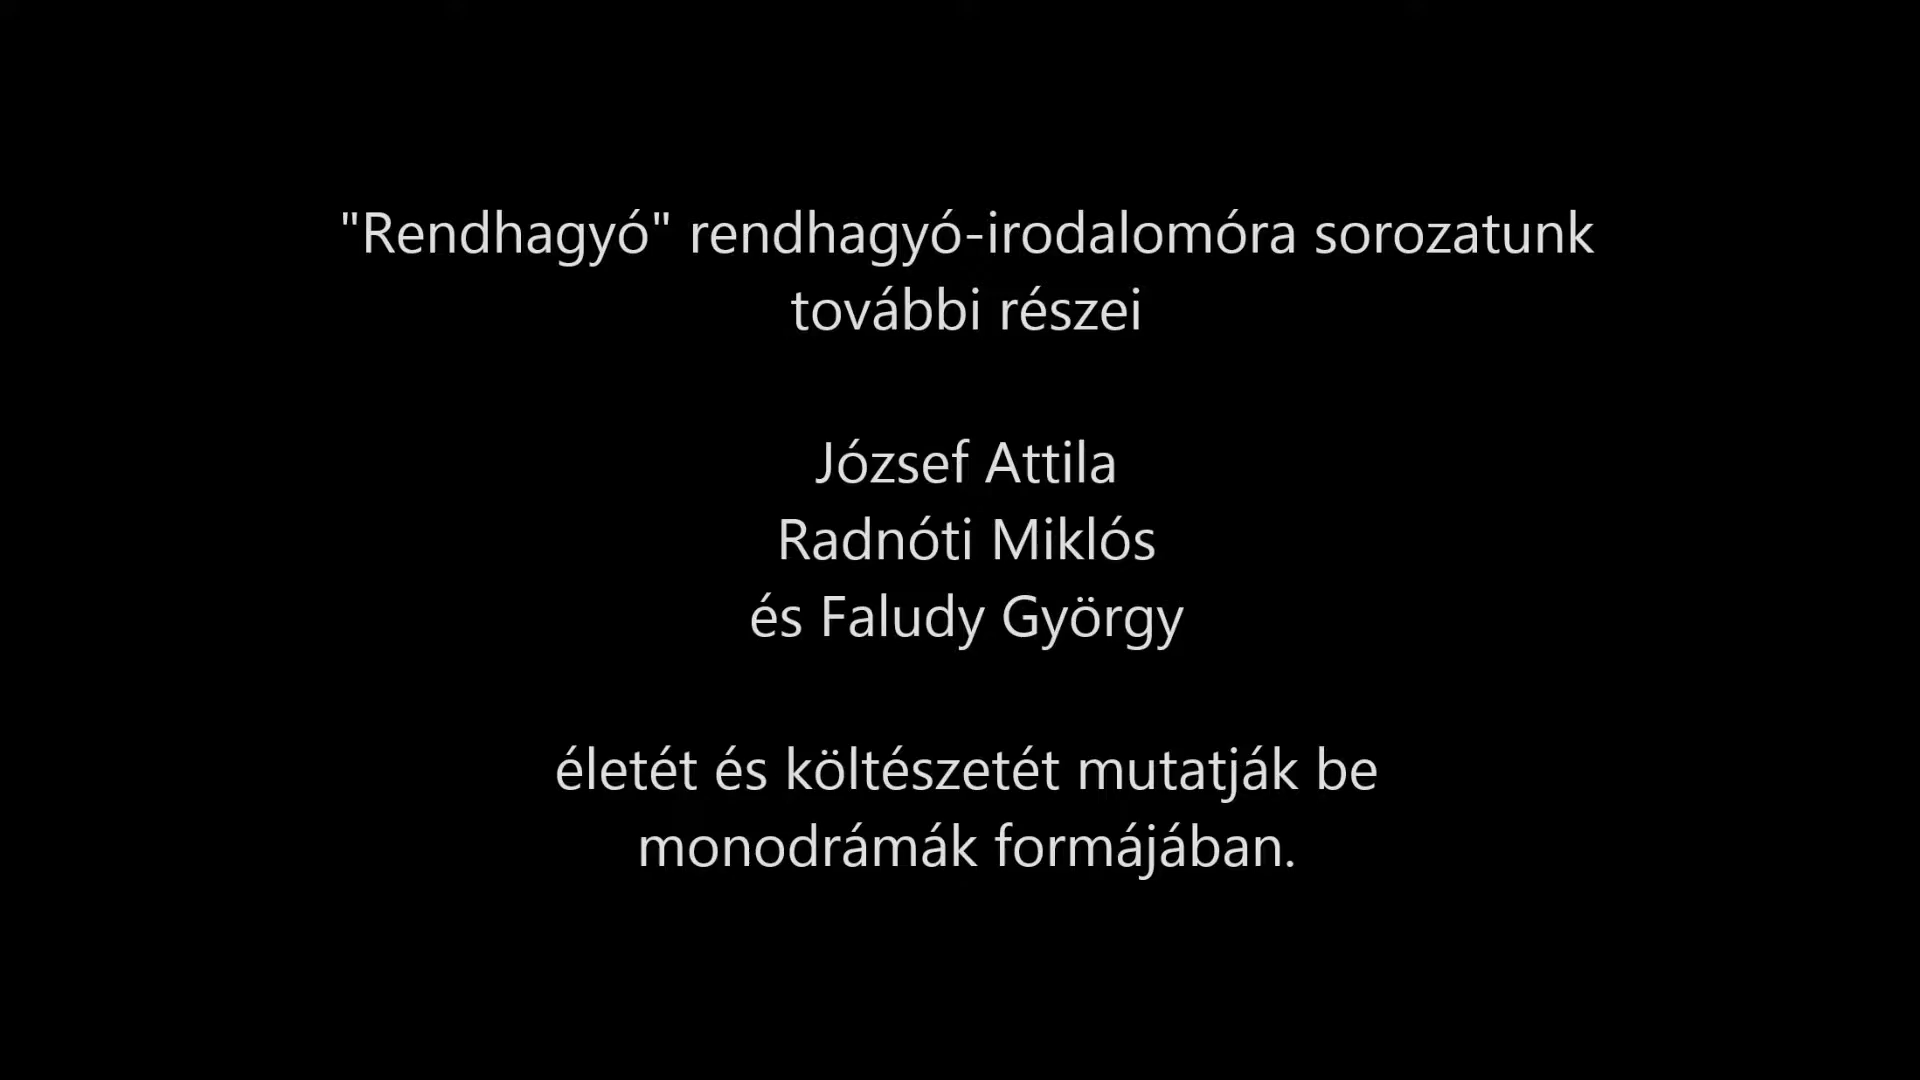 "Rendhagyó" rendhagyó-irodalomóra sorozatunk
további részei
József Attila
Radnóti Miklós
és Faludy György
életét és költészetét mutatják be
monodrámák formájában.